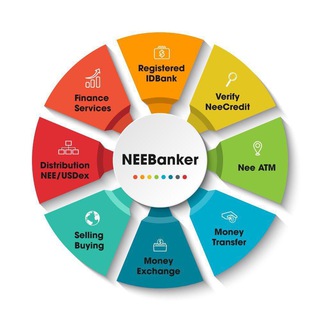 Registered
IDBank
Verify
NeeCredit
Nee ATM
Money
Transfer
Money
Exchange
Selling
Buying
Distribution
NEE/USDex
Finance
Services
NEEBanker